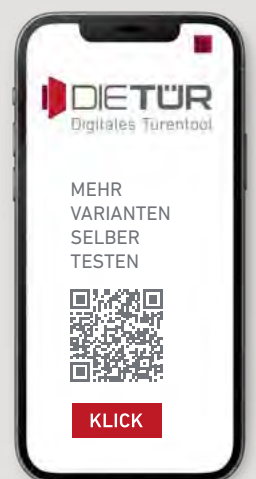 DIETÜR
Digitales Türentool
MEHR
VARIANTEN
SELBER
TESTEN
KLICK